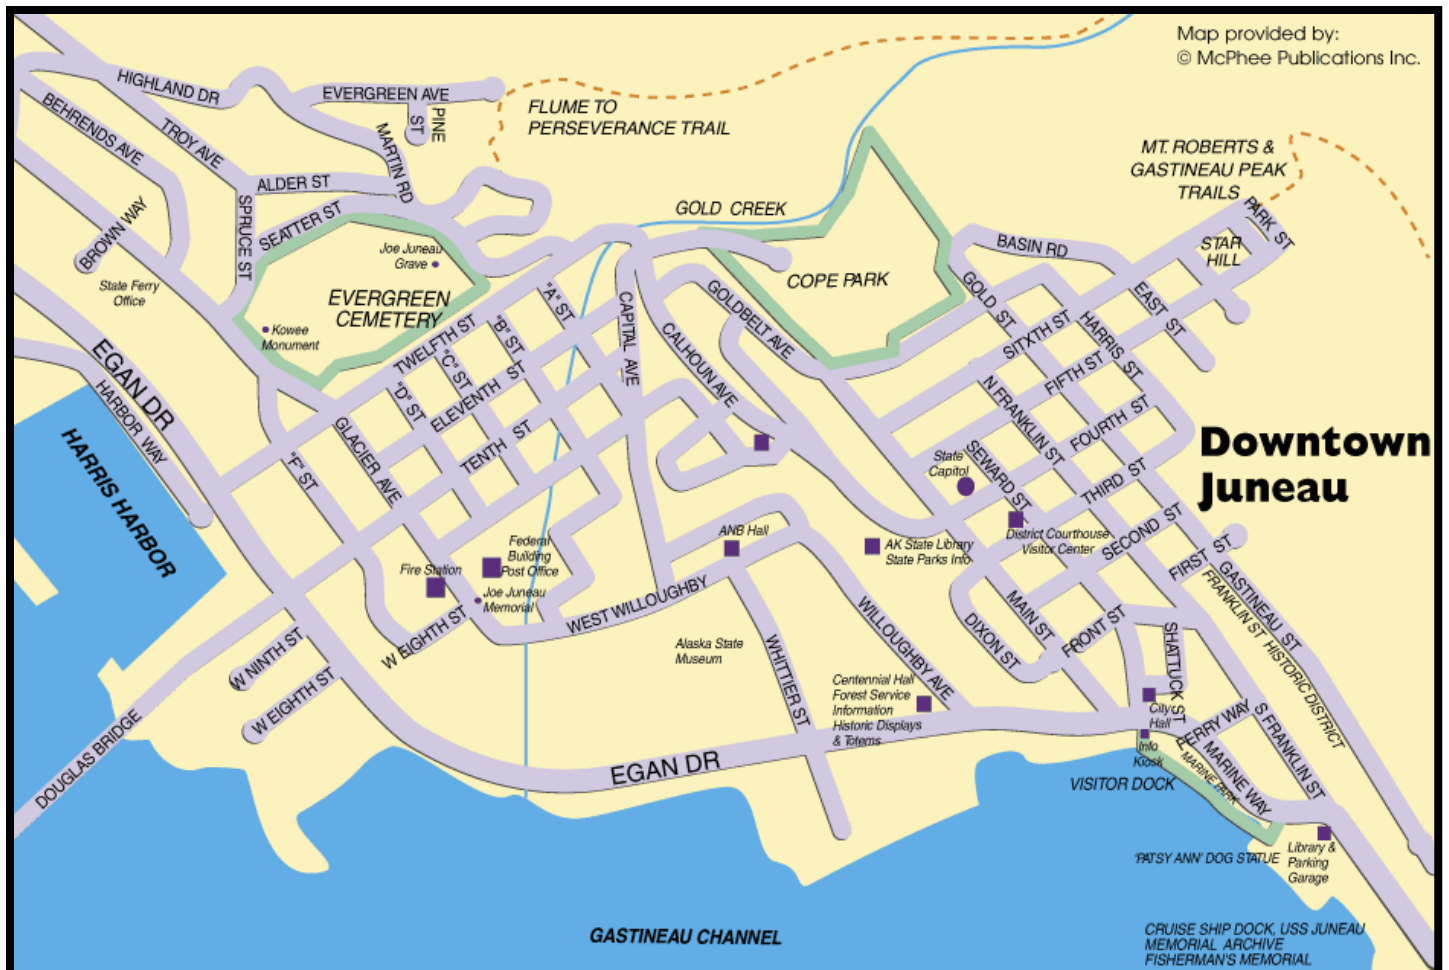 Map provided by:
© McPhee Publications Inc.
HIGHLAND DR
EVERGREEN AVE
PINE
ST
BEHRENDS AVE
TROY AVE
MARTIN RD
FLUME TO
PERSEVERANCE TRAIL
MT. ROBERTS &
GASTINEAU PEAK
TRAILS
ALDER ST
SPRUCE ST
SEATTER ST
BROWN WAY
State Ferry
Office
Joe Juneau
Grave
EVERGREEN
CEMETERY
Kowee
Monument
GOLD CREEK
COPE PARK
BASIN RD
PARK ST
STAR
HILL
EAST ST
GOLD ST
SITXTH ST
HARRIS ST
FIFTH ST
N FRANKLIN ST
FOURTH ST
GOLDBELT AVE
CALHOUN AVE
CAPITAL AVE
"A" ST
"B" ST
"C" ST
"D" ST
TWELFTH ST
ELEVENTH ST
TENTH ST
GLACIER AVE
"F" ST
EGAN DR
HARBOR WAY
HARRIS HARBOR
Downtown
Juneau
State
Capitol
SEWARD ST
THIRD ST
District Courthouse
Visitor Center
SECOND ST
FIRST ST
GASTINEAU ST
FRANKLIN ST HISTORIC DISTRICT
AK State Library
State Parks Info
ANB Hall
Federal
Building
Post Office
Fire Station
Joe Juneau
Memorial
W EIGHTH ST
WEST WILLOUGHBY
WILLOUGHBY AVE
MAIN ST
DIXON ST
FRONT ST
SHATTUCK ST
W NINTH ST
W EIGHTH ST
DOUGLAS BRIDGE
Alaska State
Museum
WHITTIER ST
Centennial Hall
Forest Service
Information
Historic Displays
& Totems
City
Hall
Info
Kiosk
FERRY WAY
S FRANKLIN ST
MARINE WAY
MARINE PARK
EGAN DR
VISITOR DOCK
'PATSY ANN' DOG STATUE
Library &
Parking
Garage
GASTINEAU CHANNEL
CRUISE SHIP DOCK, USS JUNEAU
MEMORIAL ARCHIVE
FISHERMAN'S MEMORIAL